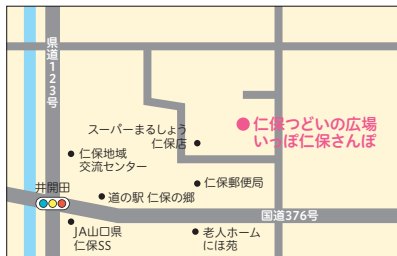 県道123号
仁保つどいの広場
いっぽ仁保さんぽ
スーパーまるしょう
仁保店
仁保地域
交流センター
井開田
仁保郵便局
道の駅 仁保の郷
国道376号
JA山口県
仁保SS
老人ホーム
にほ苑